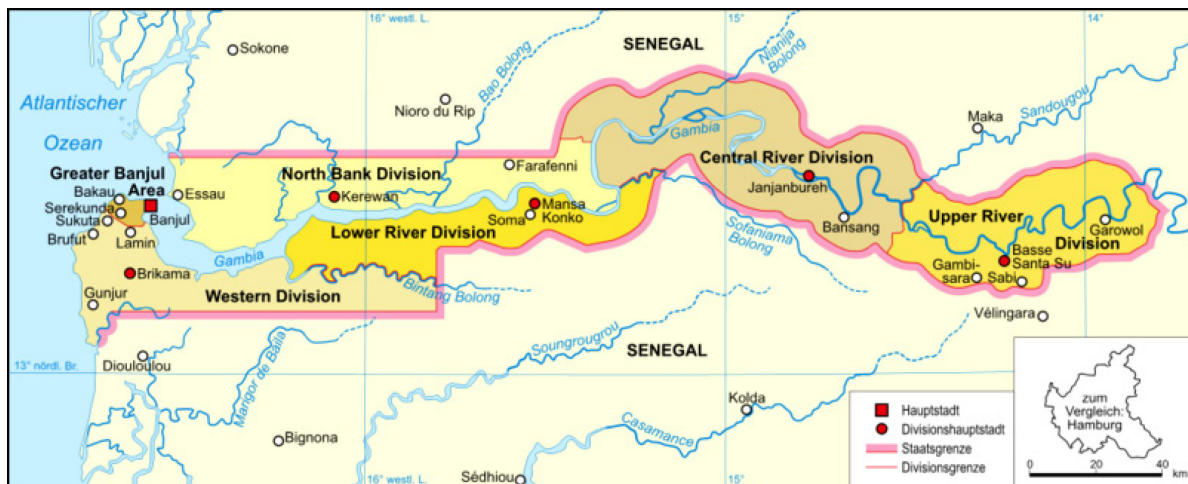 16° westl. L.
15°
14°
Sokone
SENEGAL
Nianija
Bolong
Bao Bolong
Atlantischer
Ozean
Nioro du Rip
Sandougou
Maka
Gambia
Greater Banjul
Area
Bakau
Serekunda
Sukuta
Brufut
Banjul
Lamin
Essau
North Bank Division
Kerewan
Farafenni
Central River Division
Janjanbureh
Mansa
Konko
Soma
Lower River Division
Bansang
Upper River
Division
Garowol
Sofaniama
Bolong
Basse
Santa Su
Gambi-
sara
Sabi
Gambia
Brikama
Western Division
Bintang Bolong
Gunjur
Vélingara
Diouloulou
13° nördl. Br.
Marigor de Baila
Soungrougrou
SENEGAL
Kolda
Casamance
Bignona
Sédhiou
16° westl. L.
15°
Hauptstadt
Divisionshauptstadt
Staatsgrenze
Divisionsgrenze
zum
Vergleich:
Hamburg
0 20 40
km